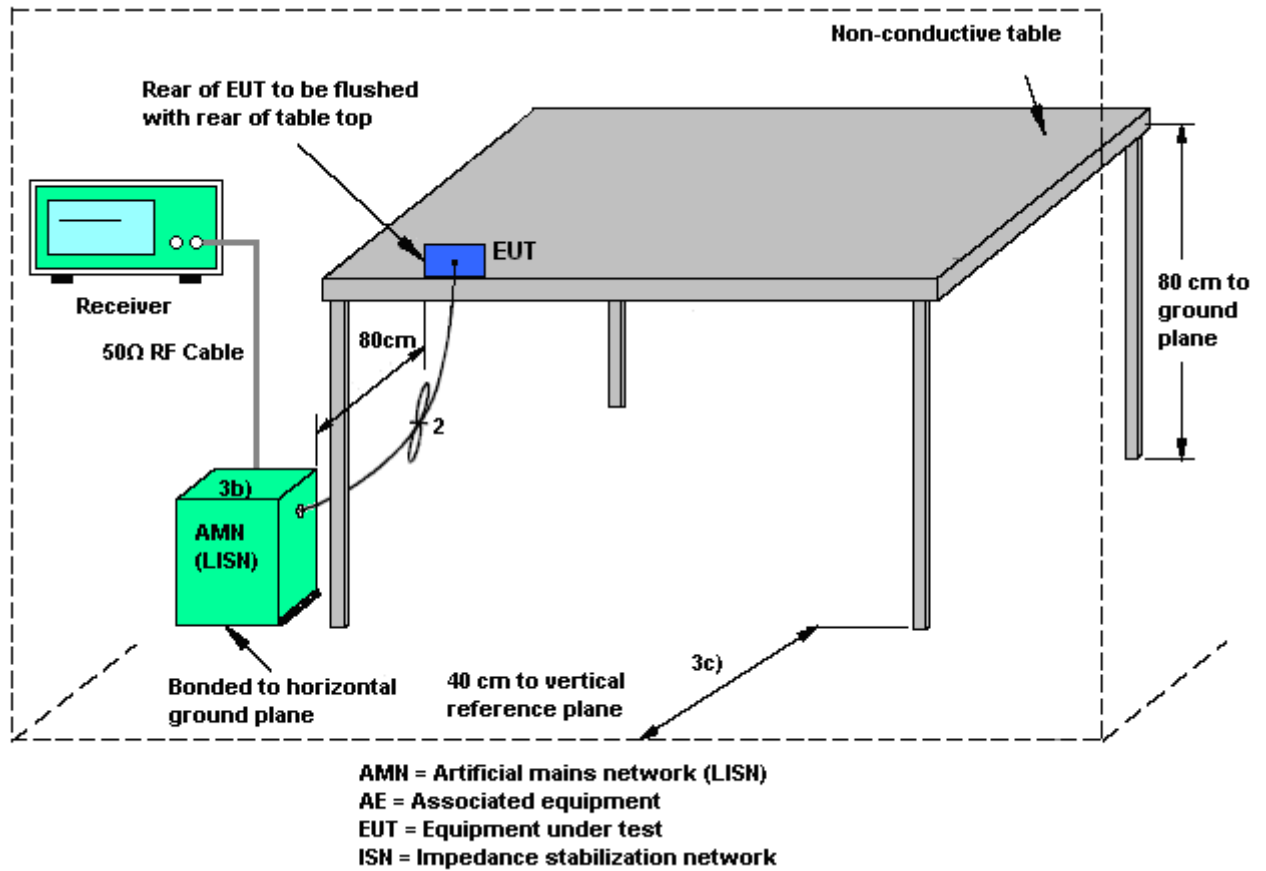 Non-conductive table
Rear of EUT to be flushed
with rear of table top
EUT
Receiver
80 cm to
ground
plane
50Ω RF Cable
80cm
2
3b)
AMN
(LISN)
3c)
Bonded to horizontal
ground plane
40 cm to vertical
reference plane
AMN = Artificial mains network (LISN)
AE = Associated equipment
EUT = Equipment under test
ISN = Impedance stabilization network